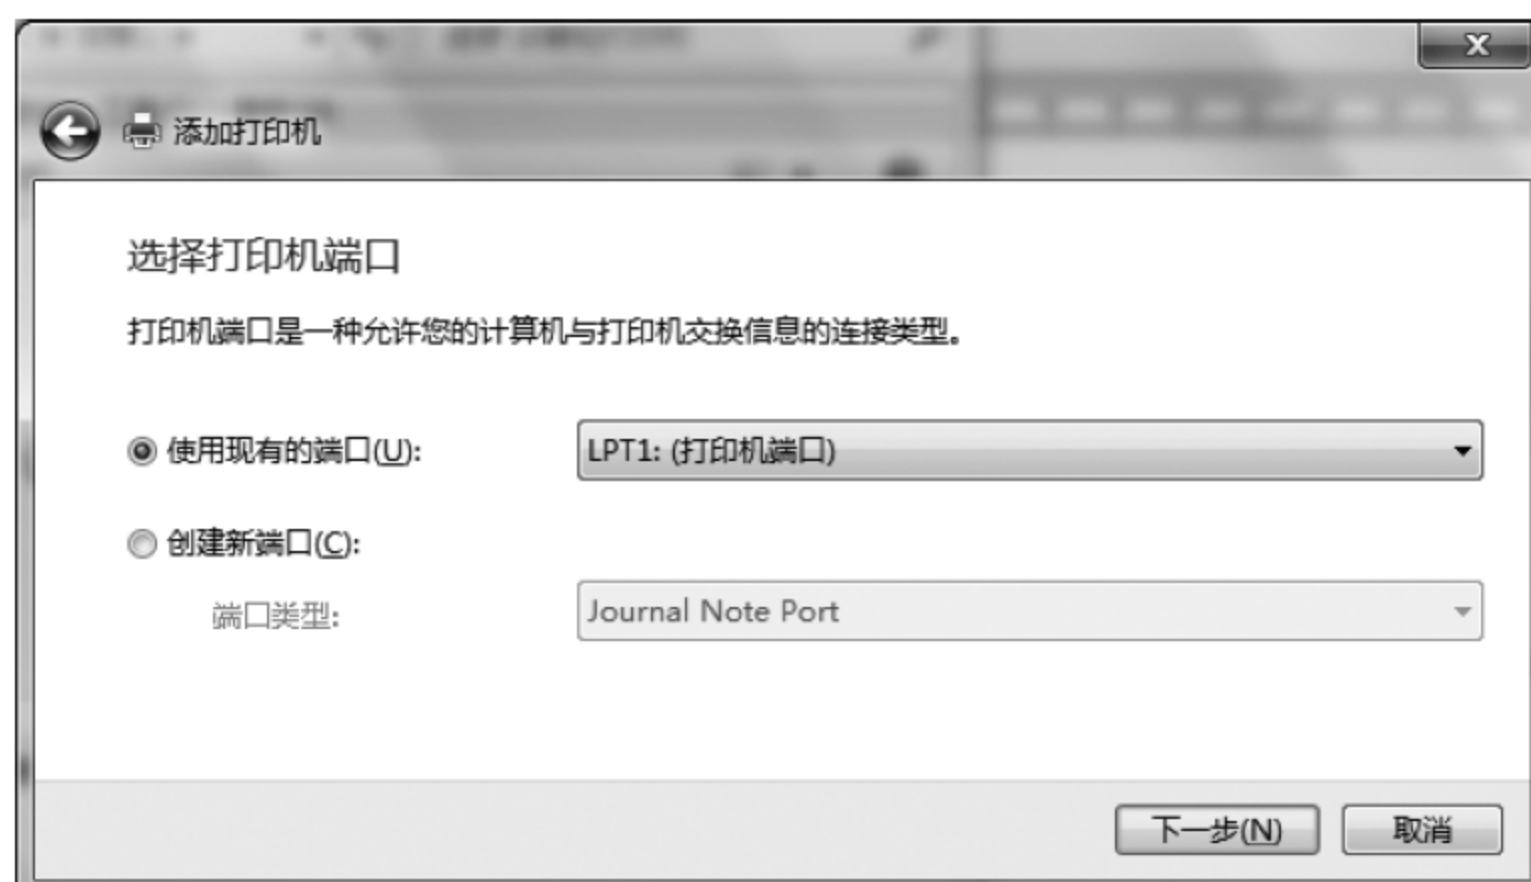 添加打印机
选择打印机端口
打印机端口是一种允许您的计算机与打印机交换信息的连接类型。
使用现有的端口(U): LPT1: (打印机端口)
创建新端口(C):
端口类型: Journal Note Port
下一步(N) 取消